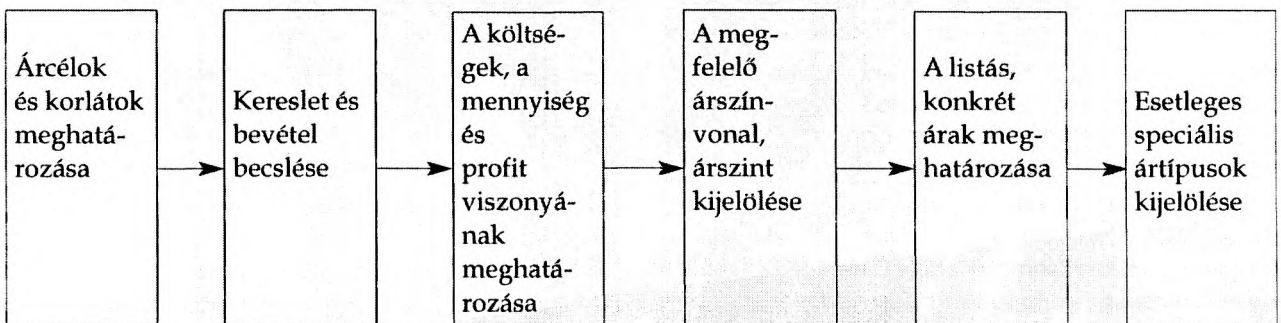 Árcélok
és korlátok
meghatá-
rozása
Kereslet és
bevétel
becslése
A költsé-
gek, a
mennyiség
és
profit
viszonyá-
nak
meghatá-
rozása
A meg-
felelő
árszín-
vonal,
árszint
kijelölése
A listás,
konkrét
árak meg-
határozása
Esetleges
speciális
ártípusok
kijelölése